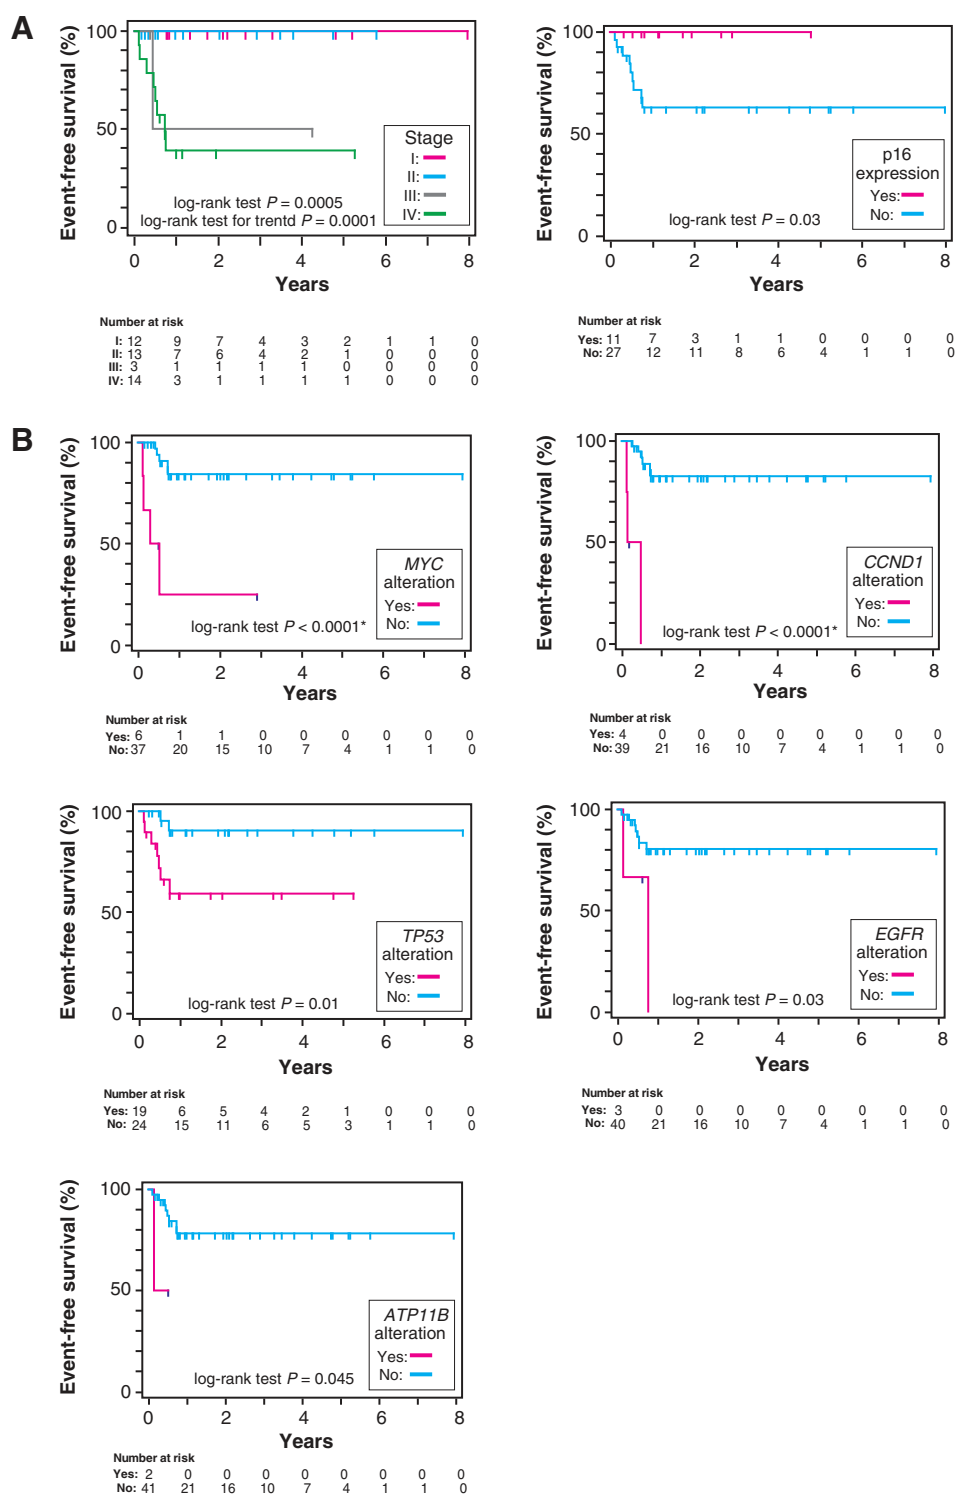 A
Event-free survival (%)
100
50
0
Stage
I:
II:
III:
IV:
log-rank test P = 0.0005
log-rank test for trendd P = 0.0001
0 2 4 6 8
Years
Number at risk
I: 12 9 7 4 3 2 1 1 0
II: 13 7 6 4 2 1 0 0 0
III: 3 1 1 1 1 0 0 0 0
IV: 14 3 1 1 1 1 0 0 0
Event-free survival (%)
100
50
0
p16
expression
Yes:
No:
log-rank test P = 0.03
0 2 4 6 8
Years
Number at risk
Yes: 11 7 3 1 1 0 0 0 0
No: 27 12 11 8 6 4 1 1 0
B
Event-free survival (%)
100
50
0
MYC
alteration
Yes:
No:
log-rank test P < 0.0001*
0 2 4 6 8
Years
Number at risk
Yes: 6 1 1 0 0 0 0 0 0
No: 37 20 15 10 7 4 1 1 0
Event-free survival (%)
100
50
0
CCND1
alteration
Yes:
No:
log-rank test P < 0.0001*
0 2 4 6 8
Years
Number at risk
Yes: 4 0 0 0 0 0 0 0 0
No: 39 21 16 10 7 4 1 1 0
Event-free survival (%)
100
50
0
TP53
alteration
Yes:
No:
log-rank test P = 0.01
0 2 4 6 8
Years
Number at risk
Yes: 19 6 5 4 2 1 0 0 0
No: 24 15 11 6 5 3 1 1 0
Event-free survival (%)
100
50
0
EGFR
alteration
Yes:
No:
log-rank test P = 0.03
0 2 4 6 8
Years
Number at risk
Yes: 3 0 0 0 0 0 0 0 0
No: 40 21 16 10 7 4 1 1 0
Event-free survival (%)
100
50
0
ATP11B
alteration
Yes:
No:
log-rank test P = 0.045
0 2 4 6 8
Years
Number at risk
Yes: 2 0 0 0 0 0 0 0 0
No: 41 21 16 10 7 4 1 1 0